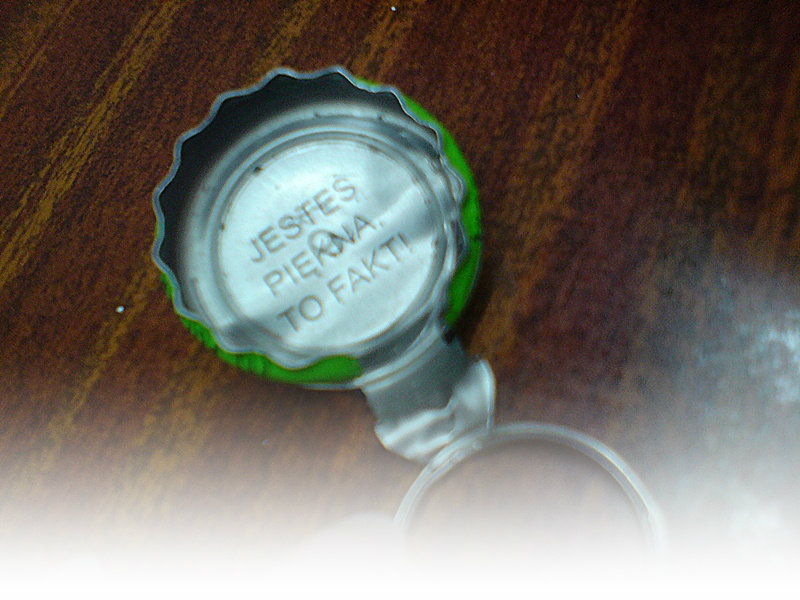 JESTEŚ
PIĘKNA.
TO FAKT!